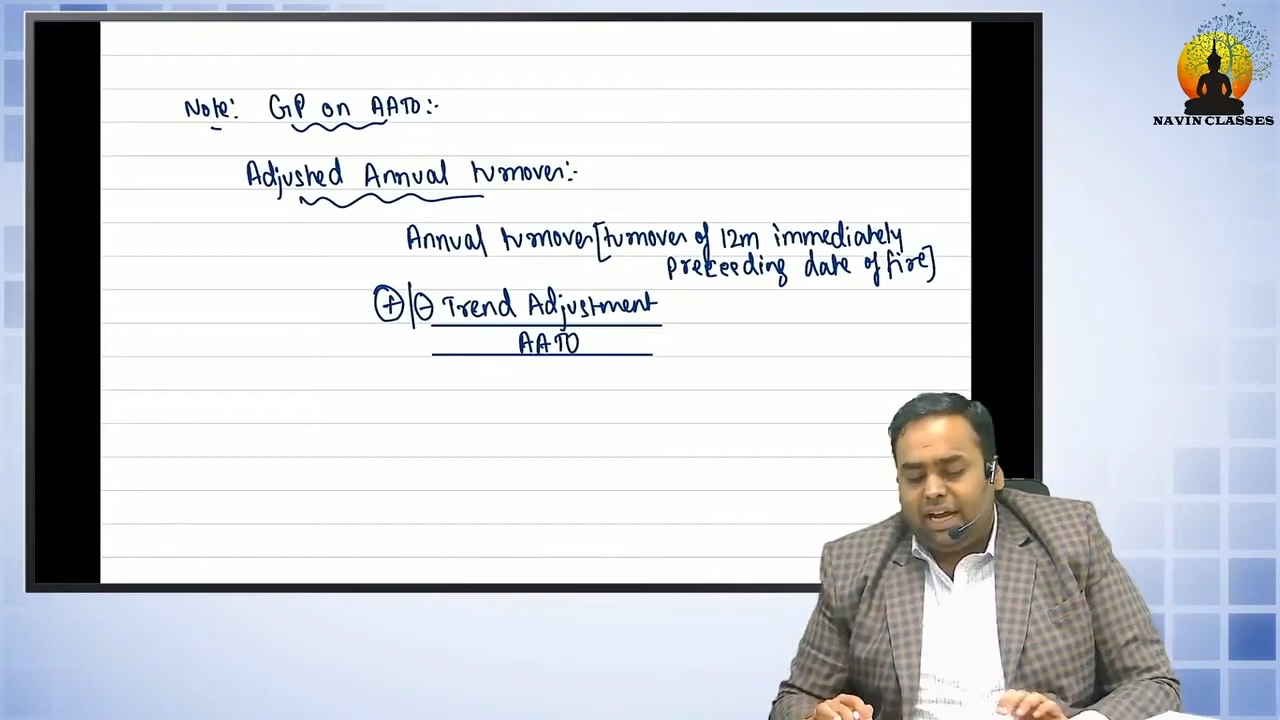 Note: GP on AATO:-
Adjusted Annual turnover:-
Annual turnover [turnover of 12m immediately
preceeding date of fire]
+/- Trend Adjustment
AATO
NAVIN CLASSES